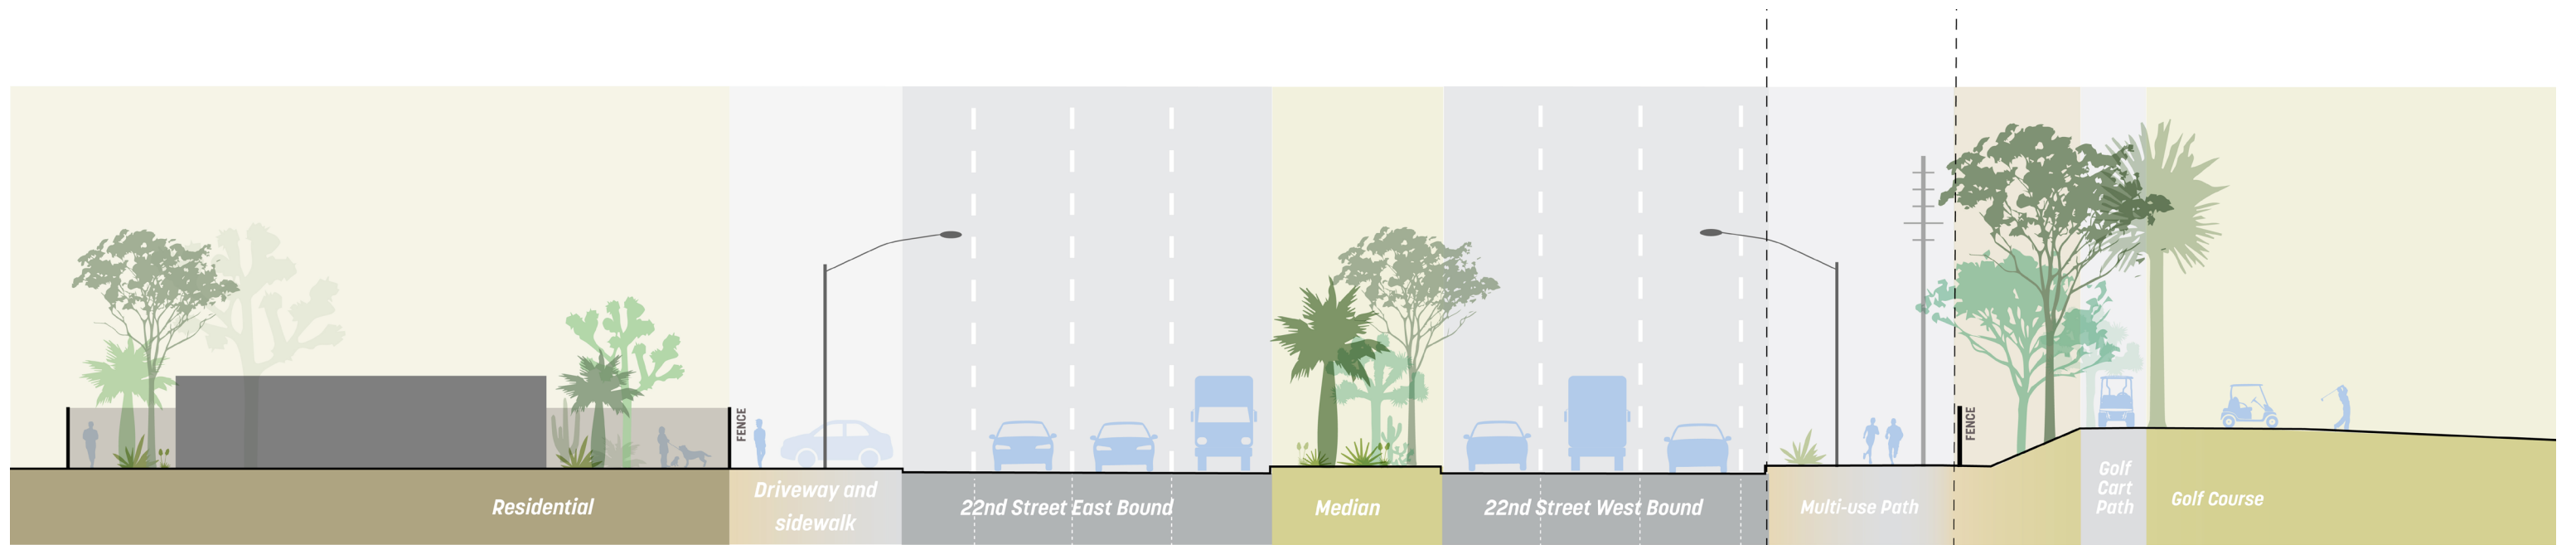 FENCE
FENCE
Residential
Driveway and
sidewalk
22nd Street East Bound
Median
22nd Street West Bound
Multi-use Path
Golf
Cart
Path
Golf Course